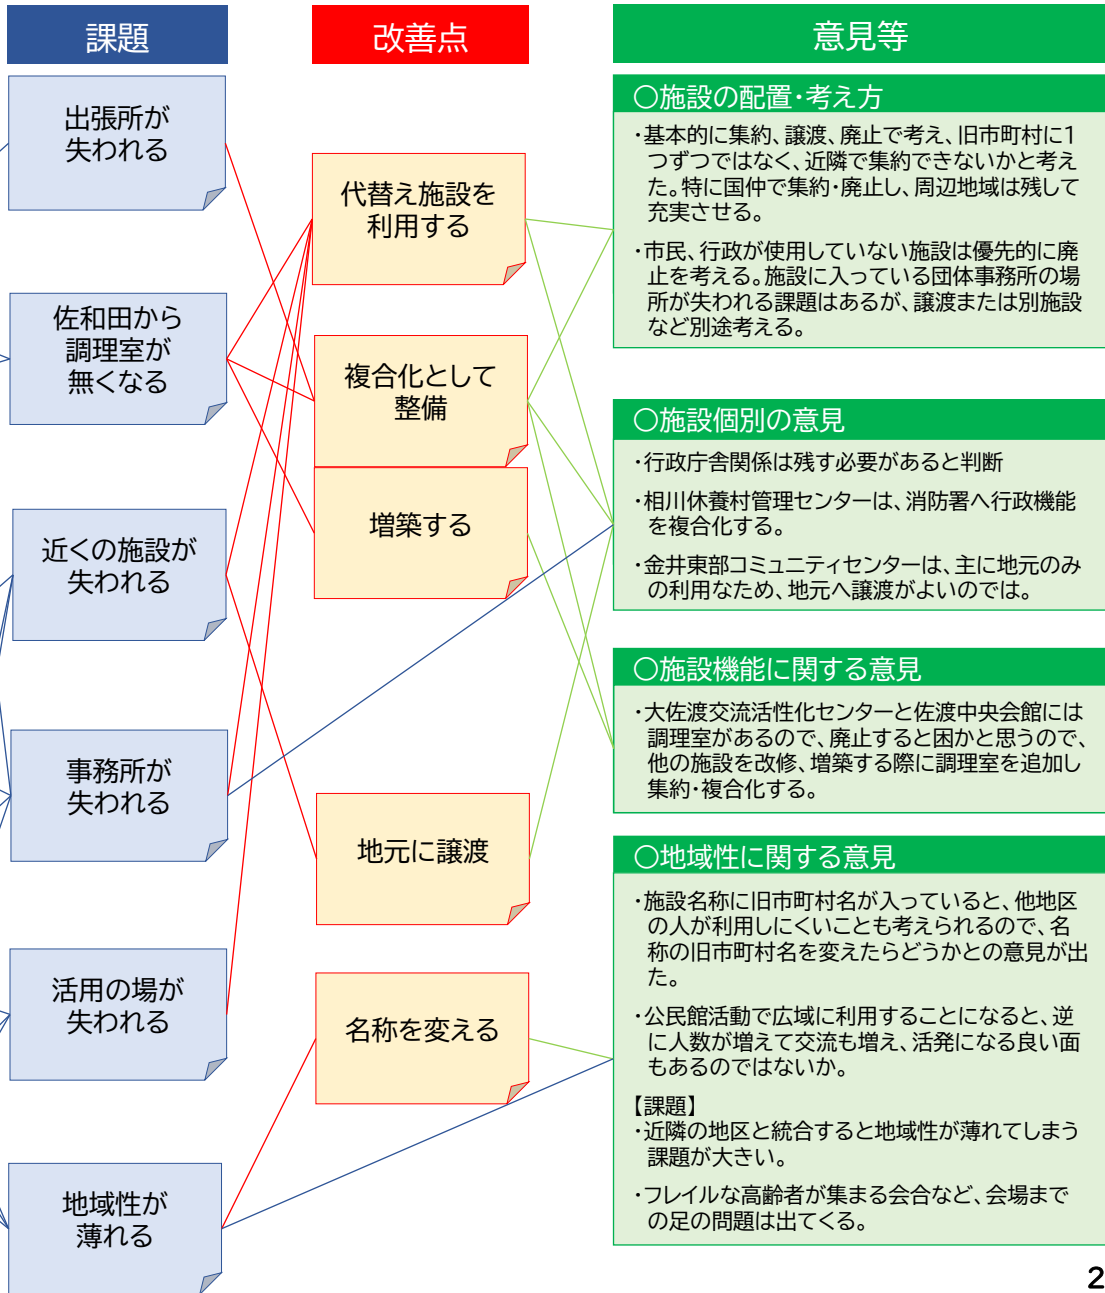 課題
出張所が
失われる
佐和田から
調理室が
無くなる
近くの施設が
失われる
事務所が
失われる
活用の場が
失われる
地域性が
薄れる
改善点
代替え施設を
利用する
複合化として
整備
増築する
地元に譲渡
名称を変える
意見等
○施設の配置・考え方
・基本的に集約、譲渡、廃止で考え、旧市町村に1
つずつではなく、近隣で集約できないかと考え
た。特に国仲で集約・廃止し、周辺地域は残して
充実させる。
・市民、行政が使用していない施設は優先的に廃
止を考える。施設に入っている団体事務所の場
所が失われる課題はあるが、譲渡または別施設
など別途考える。
○施設個別の意見
・行政庁舎関係は残す必要があると判断
・相川休養村管理センターは、消防署へ行政機能
を複合化する。
・金井東部コミュニティセンターは、主に地元のみ
の利用なため、地元へ譲渡がよいのでは。
○施設機能に関する意見
・大佐渡交流活性化センターと佐渡中央会館には
調理室があるので、廃止すると困かと思うので、
他の施設を改修、増築する際に調理室を追加し
集約・複合化する。
○地域性に関する意見
・施設名称に旧市町村名が入っていると、他地区
の人が利用しにくいことも考えられるので、名
称の旧市町村名を変えたらどうかとの意見が出
た。
・公民館活動で広域に利用することになると、逆
に人数が増えて交流も増え、活発になる良い面
もあるのではないか。
【課題】
・近隣の地区と統合すると地域性が薄れてしまう
課題が大きい。
・フレイルな高齢者が集まる会合など、会場まで
の足の問題は出てくる。
2